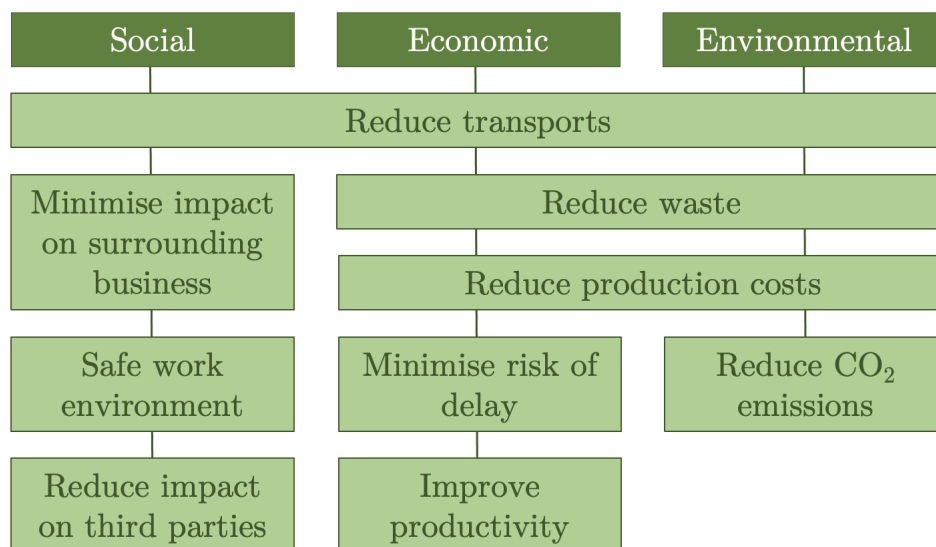 Social
Economic
Environmental
Reduce transports
Minimise impact
on surrounding
business
Reduce waste
Reduce production costs
Safe work
environment
Minimise risk of
delay
Reduce CO₂
emissions
Reduce impact
on third parties
Improve
productivity